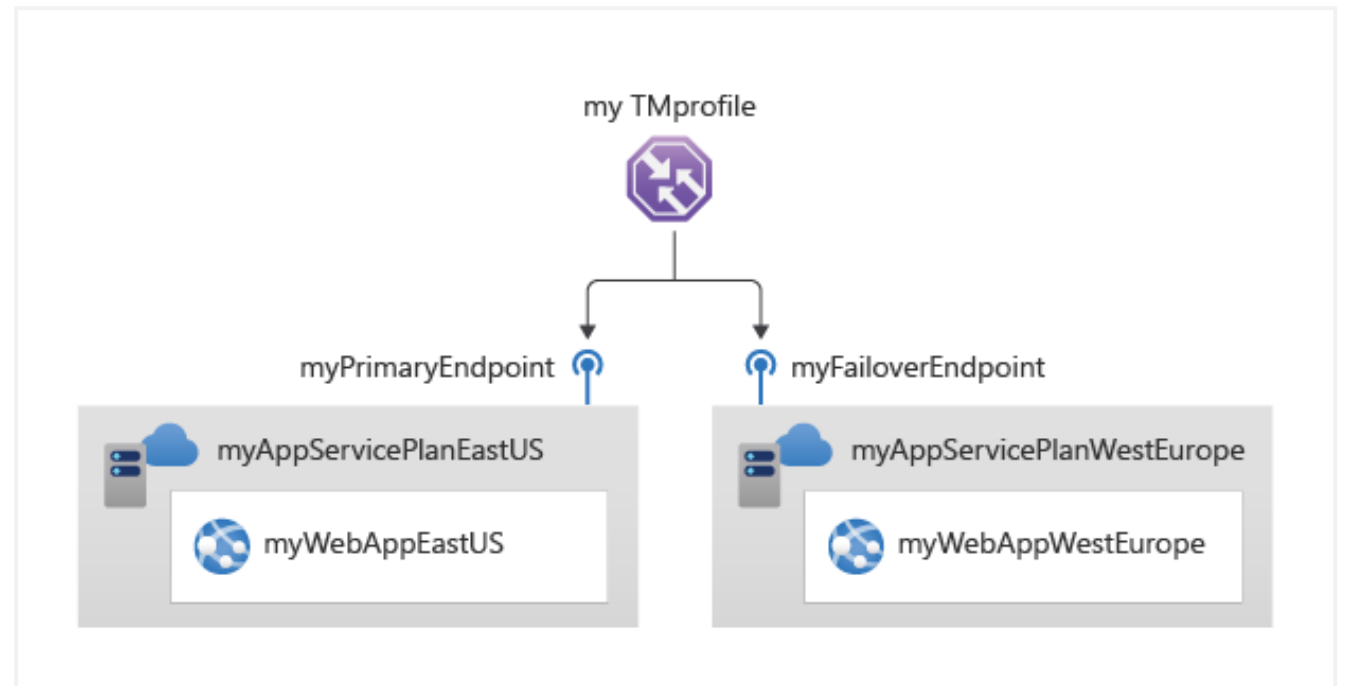 my TMprofile
myPrimaryEndpoint
myFailoverEndpoint
myAppServicePlanEastUS
myAppServicePlanWestEurope
myWebAppEastUS
myWebAppWestEurope